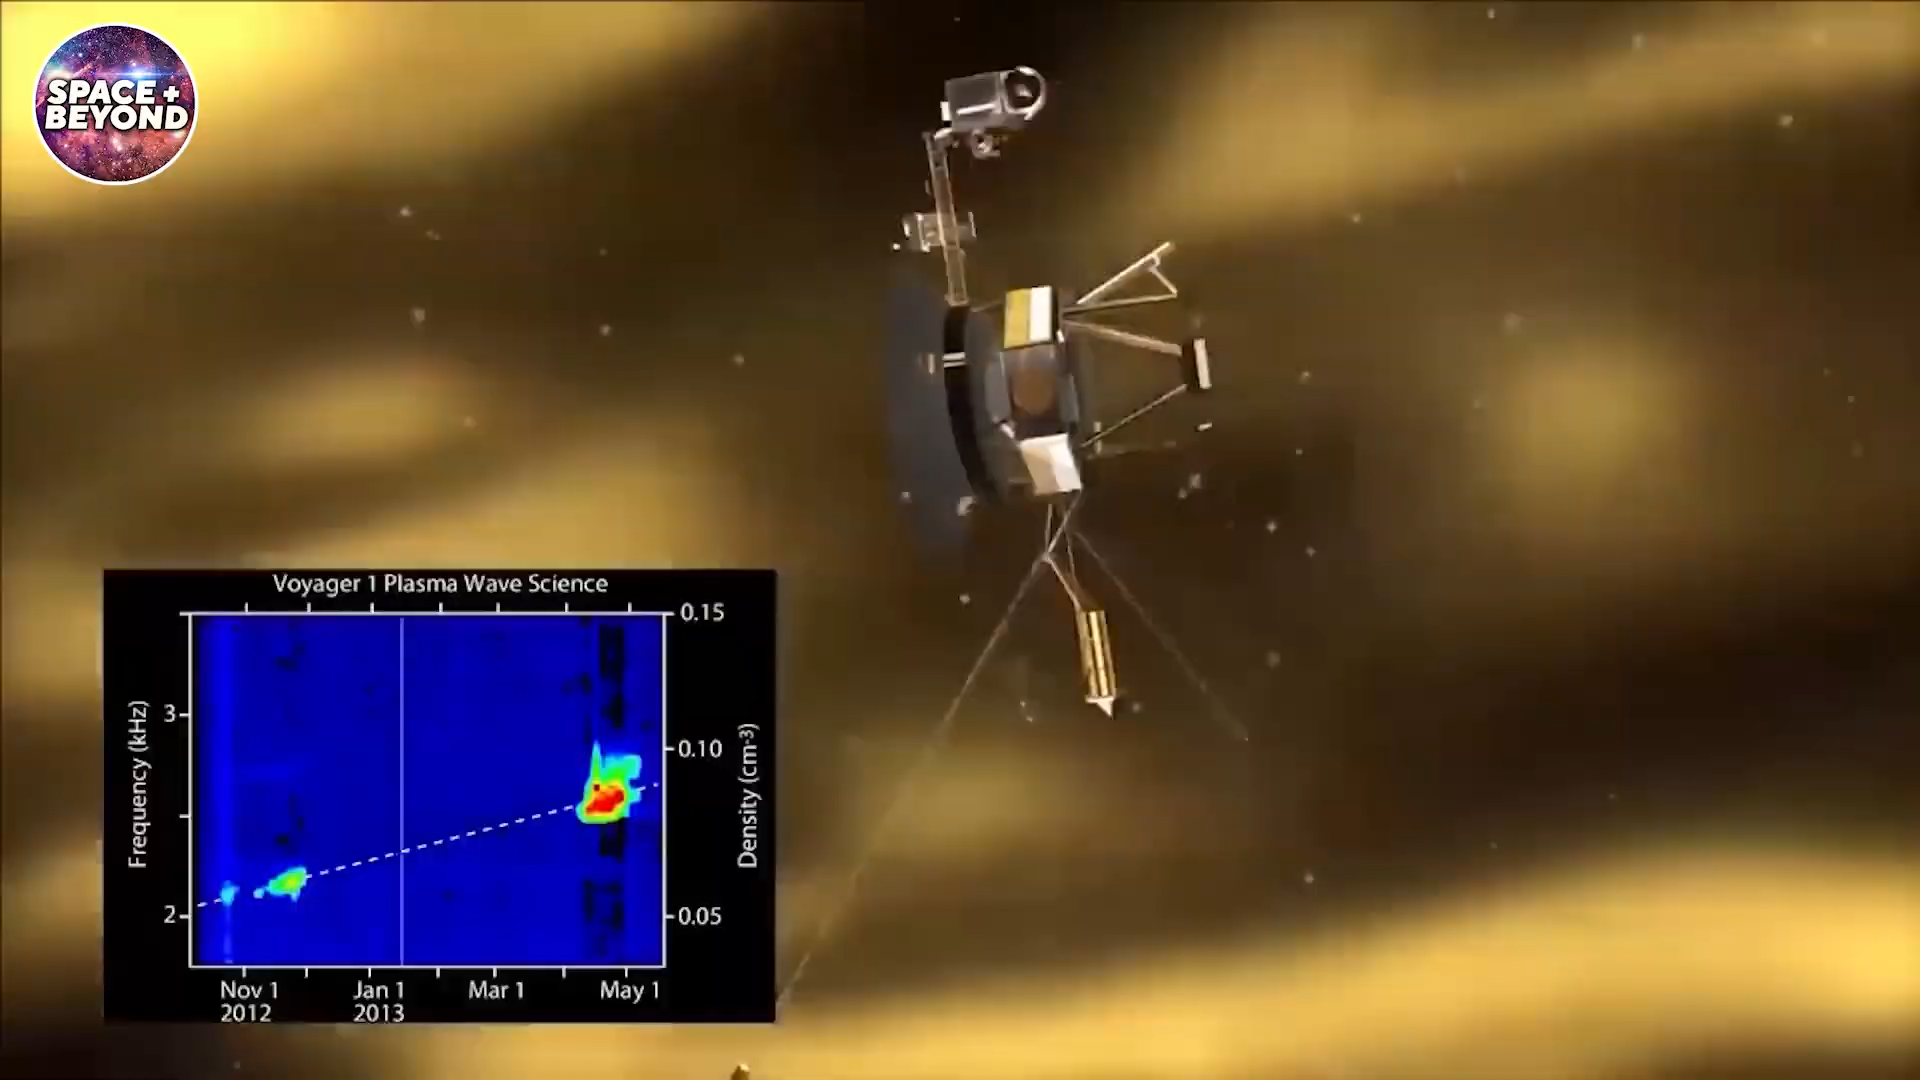 SPACE +
BEYOND
Voyager 1 Plasma Wave Science
0.15
3
0.10
Frequency (kHz)
Density (cm-3)
2
0.05
Nov 1
2012
Jan 1
2013
Mar 1
May 1